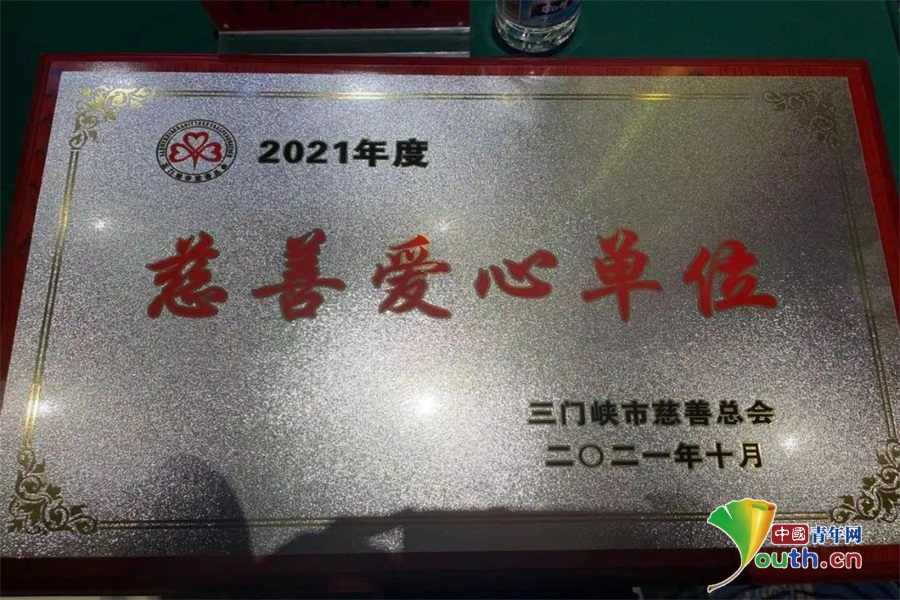 2021年度
慈善爱心单位
三门峡市慈善总会
二〇二一年十月
中國青年网
Youth.cn